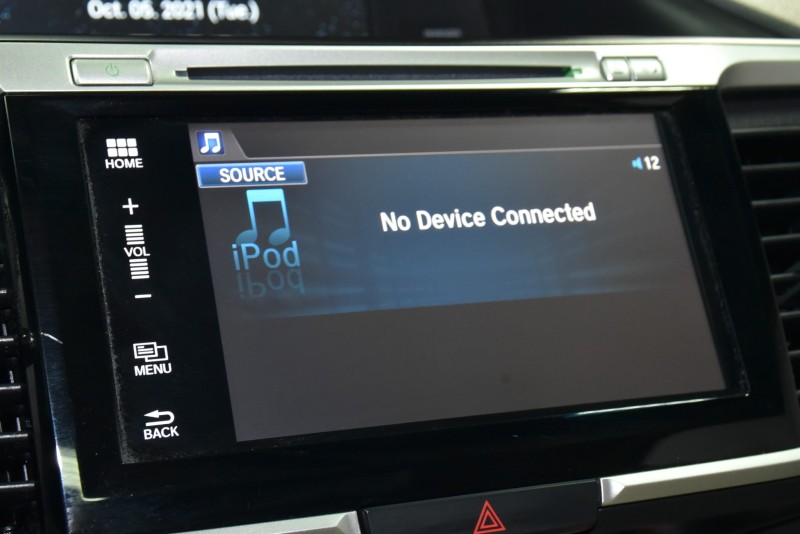 Oct. 05. 2021 (Tue.)
HOME
SOURCE
12
+
VOL
−
No Device Connected
iPod
MENU
BACK